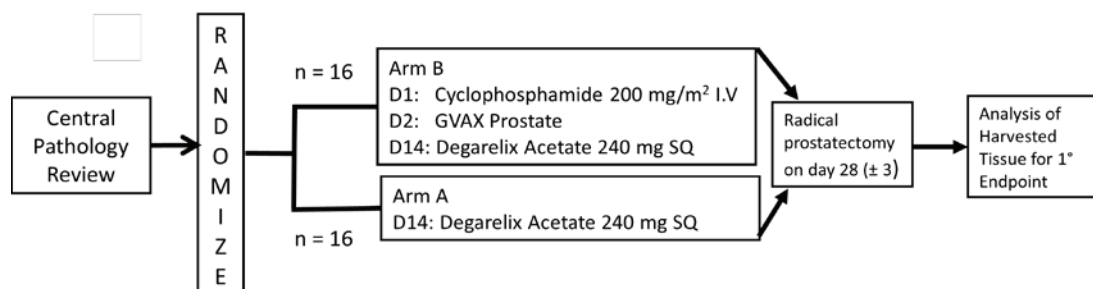 Central
Pathology
Review
R
A
N
D
O
M
I
Z
E
n = 16
Arm B
D1: Cyclophosphamide 200 mg/m² I.V
D2: GVAX Prostate
D14: Degarelix Acetate 240 mg SQ
Arm A
D14: Degarelix Acetate 240 mg SQ
n = 16
Radical
prostatectomy
on day 28 (± 3)
Analysis of
Harvested
Tissue for 1°
Endpoint